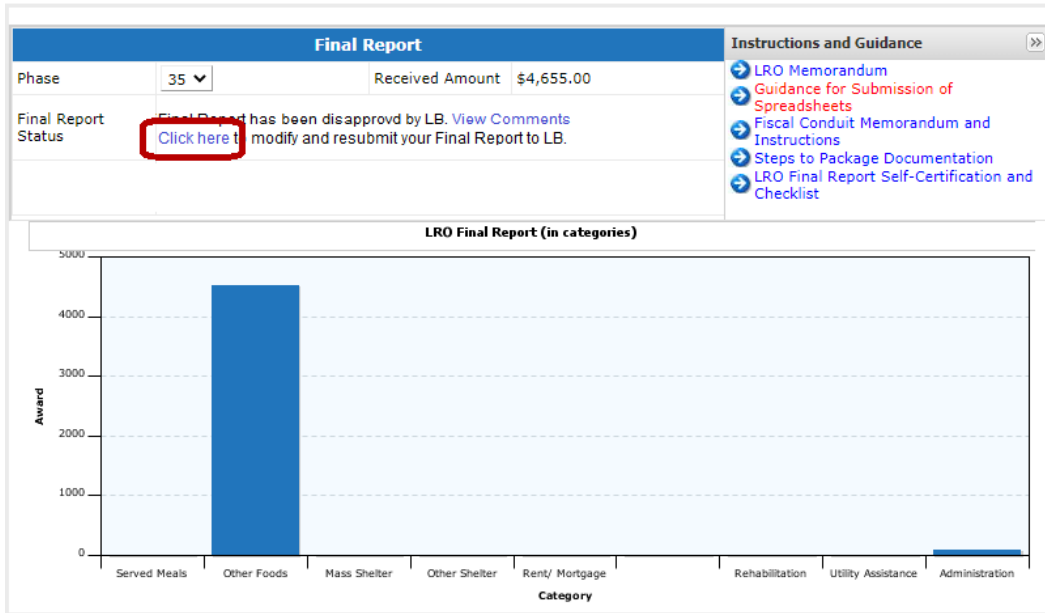 Final Report
Phase
35
Received Amount
$4,655.00
Final Report
Status
Final Report has been disapprovd by LB. View Comments
Click here to modify and resubmit your Final Report to LB.
Instructions and Guidance
LRO Memorandum
Guidance for Submission of
Spreadsheets
Fiscal Conduit Memorandum and
Instructions
Steps to Package Documentation
LRO Final Report Self-Certification and
Checklist
LRO Final Report (in categories)
5000
4000
3000
2000
1000
0
Award
Served Meals
Other Foods
Mass Shelter
Other Shelter
Rent/ Mortgage
Rehabilitation
Utility Assistance
Administration
Category